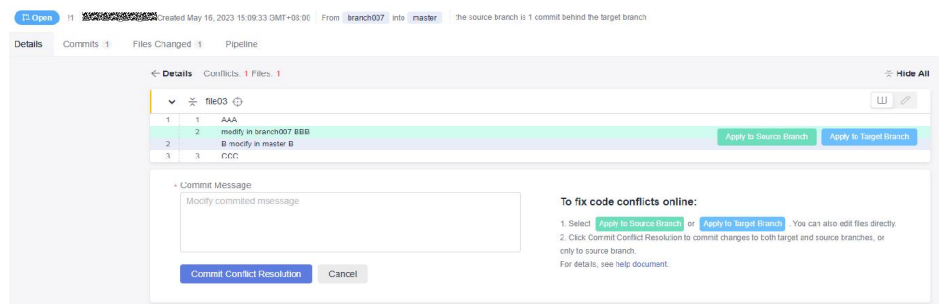 Open !1 Created May 16, 2023 15:09:33 GMT+08:00 From branch007 into master the source branch is 1 commit behind the target branch
Details Commits 1 Files Changed 1 Pipeline
Details Conflicts: 1 Files: 1 Hide All
file03
1 1 AAA
2 modify in branch007 BBB
Apply to Source Branch Apply to Target Branch
2 B modify in master B
3 3 CCC
* Commit Message
Modify commited msessage
Commit Conflict Resolution Cancel
To fix code conflicts online:
1. Select Apply to Source Branch or Apply to Target Branch . You can also edit files directly.
2. Click Commit Conflict Resolution to commit changes to both target and source branches, or
only to source branch.
For details, see help document.